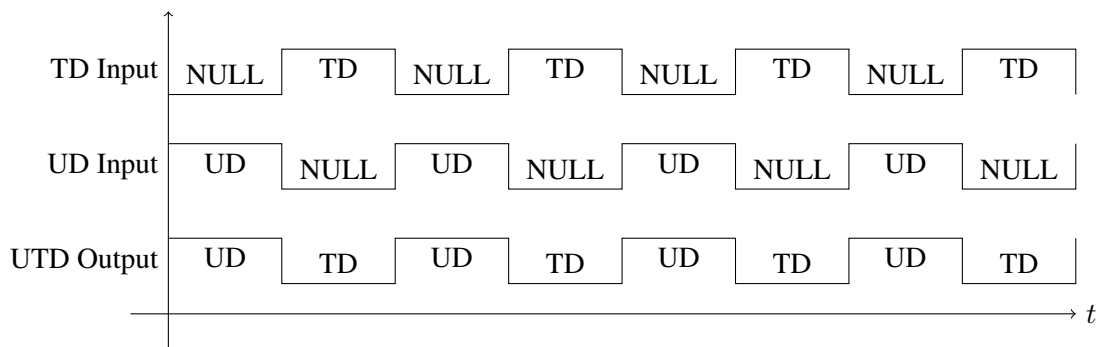 TD Input NULL TD NULL TD NULL TD NULL TD
UD Input UD NULL UD NULL UD NULL UD NULL
UTD Output UD TD UD TD UD TD UD TD
t